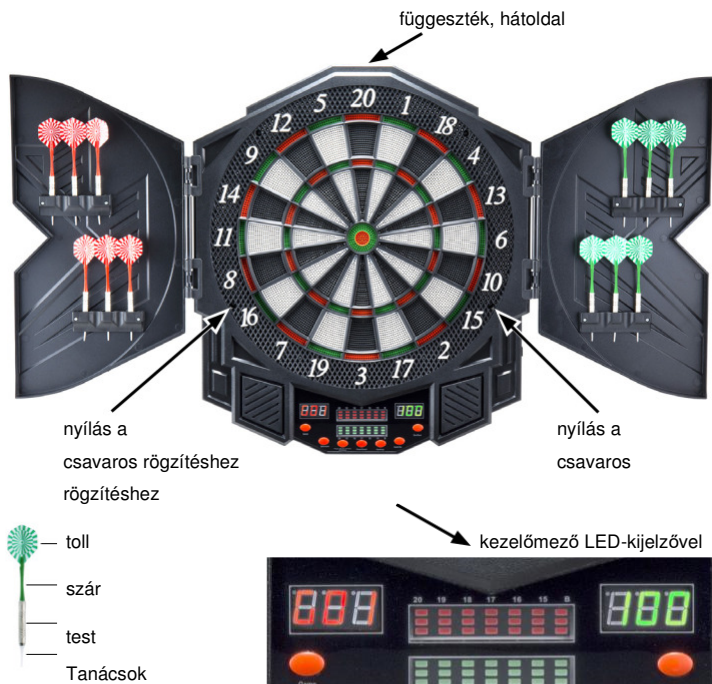 függeszték, hátoldal
20
1
18
4
13
6
10
15
2
17
3
19
7
16
8
11
14
9
12
5
nyílás a
csavaros rögzítéshez
rögzítéshez
nyílás a
csavaros
toll
szár
test
Tanácsok
kezelőmező LED-kijelzővel
001
20 19 18 17 16 15 B
100